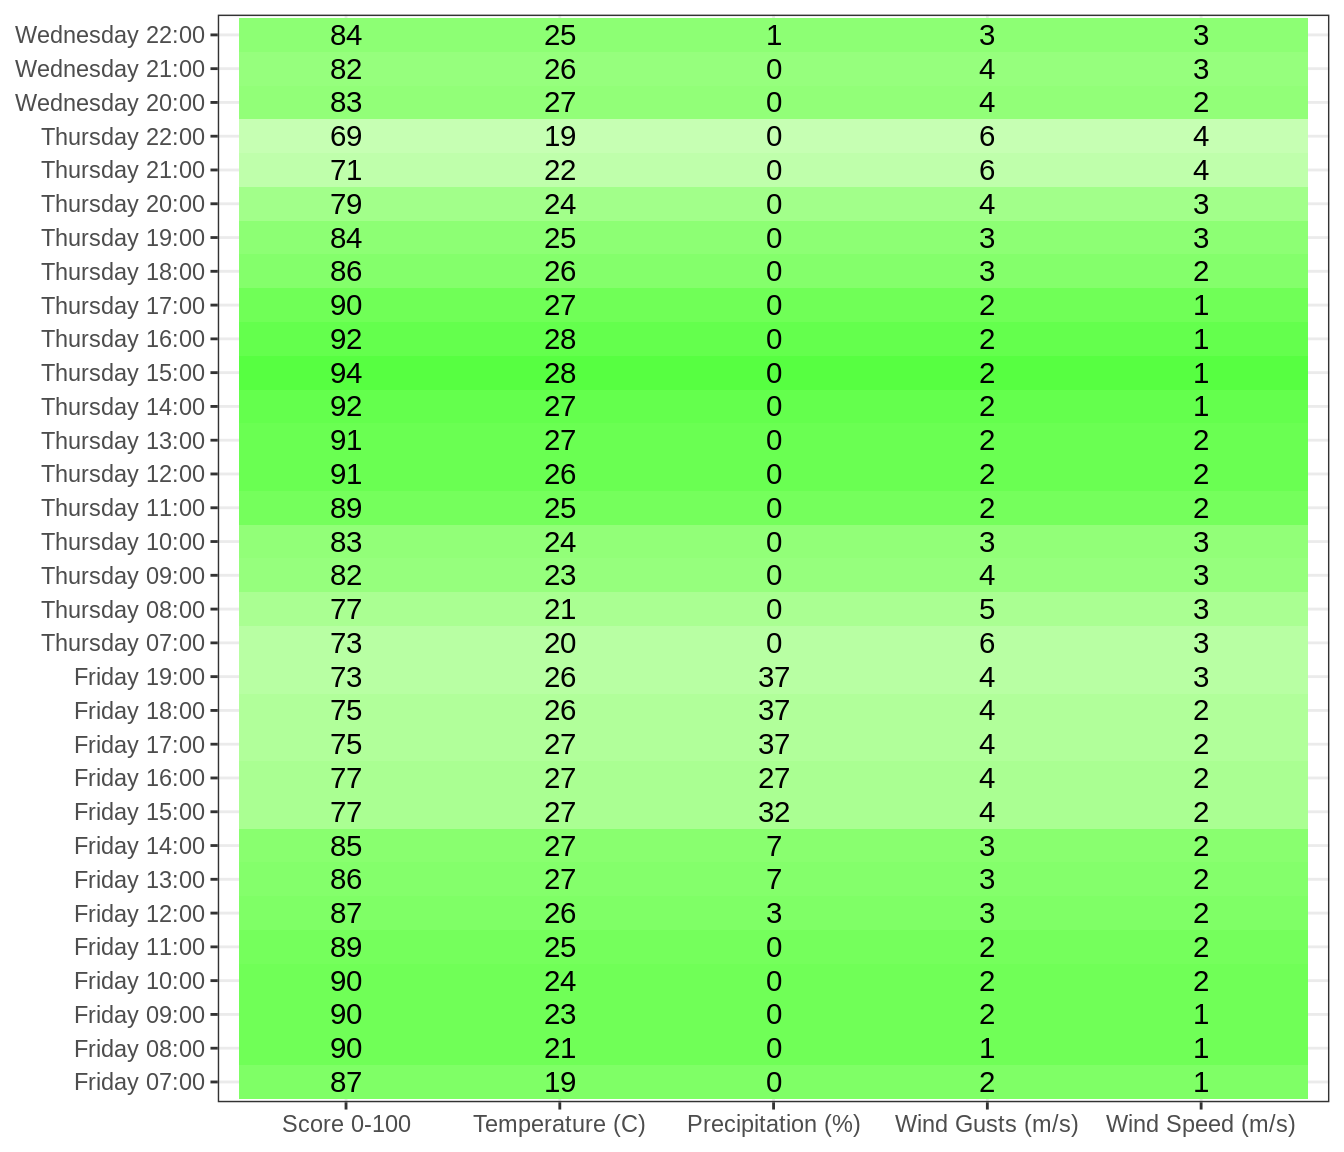 Wednesday 22:00 84 25 1 3 3
Wednesday 21:00 82 26 0 4 3
Wednesday 20:00 83 27 0 4 2
Thursday 22:00 69 19 0 6 4
Thursday 21:00 71 22 0 6 4
Thursday 20:00 79 24 0 4 3
Thursday 19:00 84 25 0 3 3
Thursday 18:00 86 26 0 3 2
Thursday 17:00 90 27 0 2 1
Thursday 16:00 92 28 0 2 1
Thursday 15:00 94 28 0 2 1
Thursday 14:00 92 27 0 2 1
Thursday 13:00 91 27 0 2 2
Thursday 12:00 91 26 0 2 2
Thursday 11:00 89 25 0 2 2
Thursday 10:00 83 24 0 3 3
Thursday 09:00 82 23 0 4 3
Thursday 08:00 77 21 0 5 3
Thursday 07:00 73 20 0 6 3
Friday 19:00 73 26 37 4 3
Friday 18:00 75 26 37 4 2
Friday 17:00 75 27 37 4 2
Friday 16:00 77 27 27 4 2
Friday 15:00 77 27 32 4 2
Friday 14:00 85 27 7 3 2
Friday 13:00 86 27 7 3 2
Friday 12:00 87 26 3 3 2
Friday 11:00 89 25 0 2 2
Friday 10:00 90 24 0 2 2
Friday 09:00 90 23 0 2 1
Friday 08:00 90 21 0 1 1
Friday 07:00 87 19 0 2 1
Score 0-100 Temperature (C) Precipitation (%) Wind Gusts (m/s) Wind Speed (m/s)